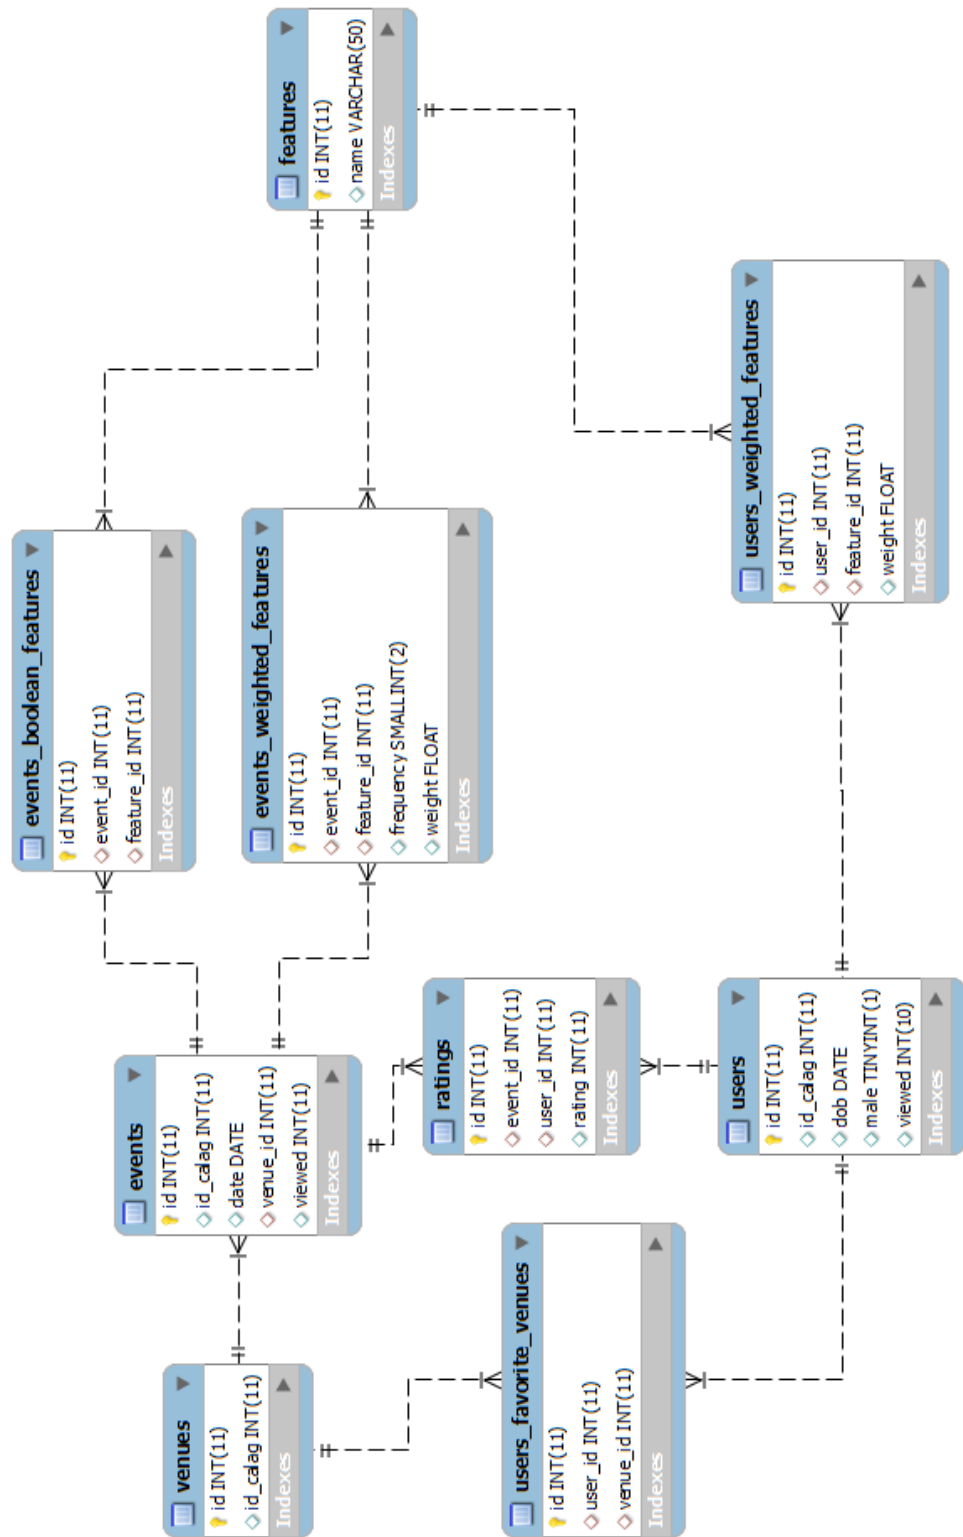 venues
id INT(11)
id_calag INT(11)
Indexes
events
id INT(11)
id_calag INT(11)
date DATE
venue_id INT(11)
viewed INT(11)
Indexes
events_boolean_features
id INT(11)
event_id INT(11)
feature_id INT(11)
Indexes
events_weighted_features
id INT(11)
event_id INT(11)
feature_id INT(11)
frequency SMALLINT(2)
weight FLOAT
Indexes
features
id INT(11)
name VARCHAR(50)
Indexes
ratings
id INT(11)
event_id INT(11)
user_id INT(11)
rating INT(11)
Indexes
users_favorite_venues
id INT(11)
user_id INT(11)
venue_id INT(11)
Indexes
users
id INT(11)
id_calag INT(11)
dob DATE
male TINYINT(1)
viewed INT(10)
Indexes
users_weighted_features
id INT(11)
user_id INT(11)
feature_id INT(11)
weight FLOAT
Indexes